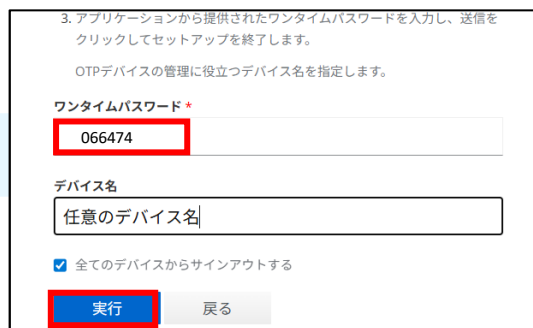 3. アプリケーションから提供されたワンタイムパスワードを入力し、送信を
クリックしてセットアップを終了します。
OTPデバイスの管理に役立つデバイス名を指定します。
ワンタイムパスワード *
066474
デバイス名
任意のデバイス名
全てのデバイスからサインアウトする
実行 戻る